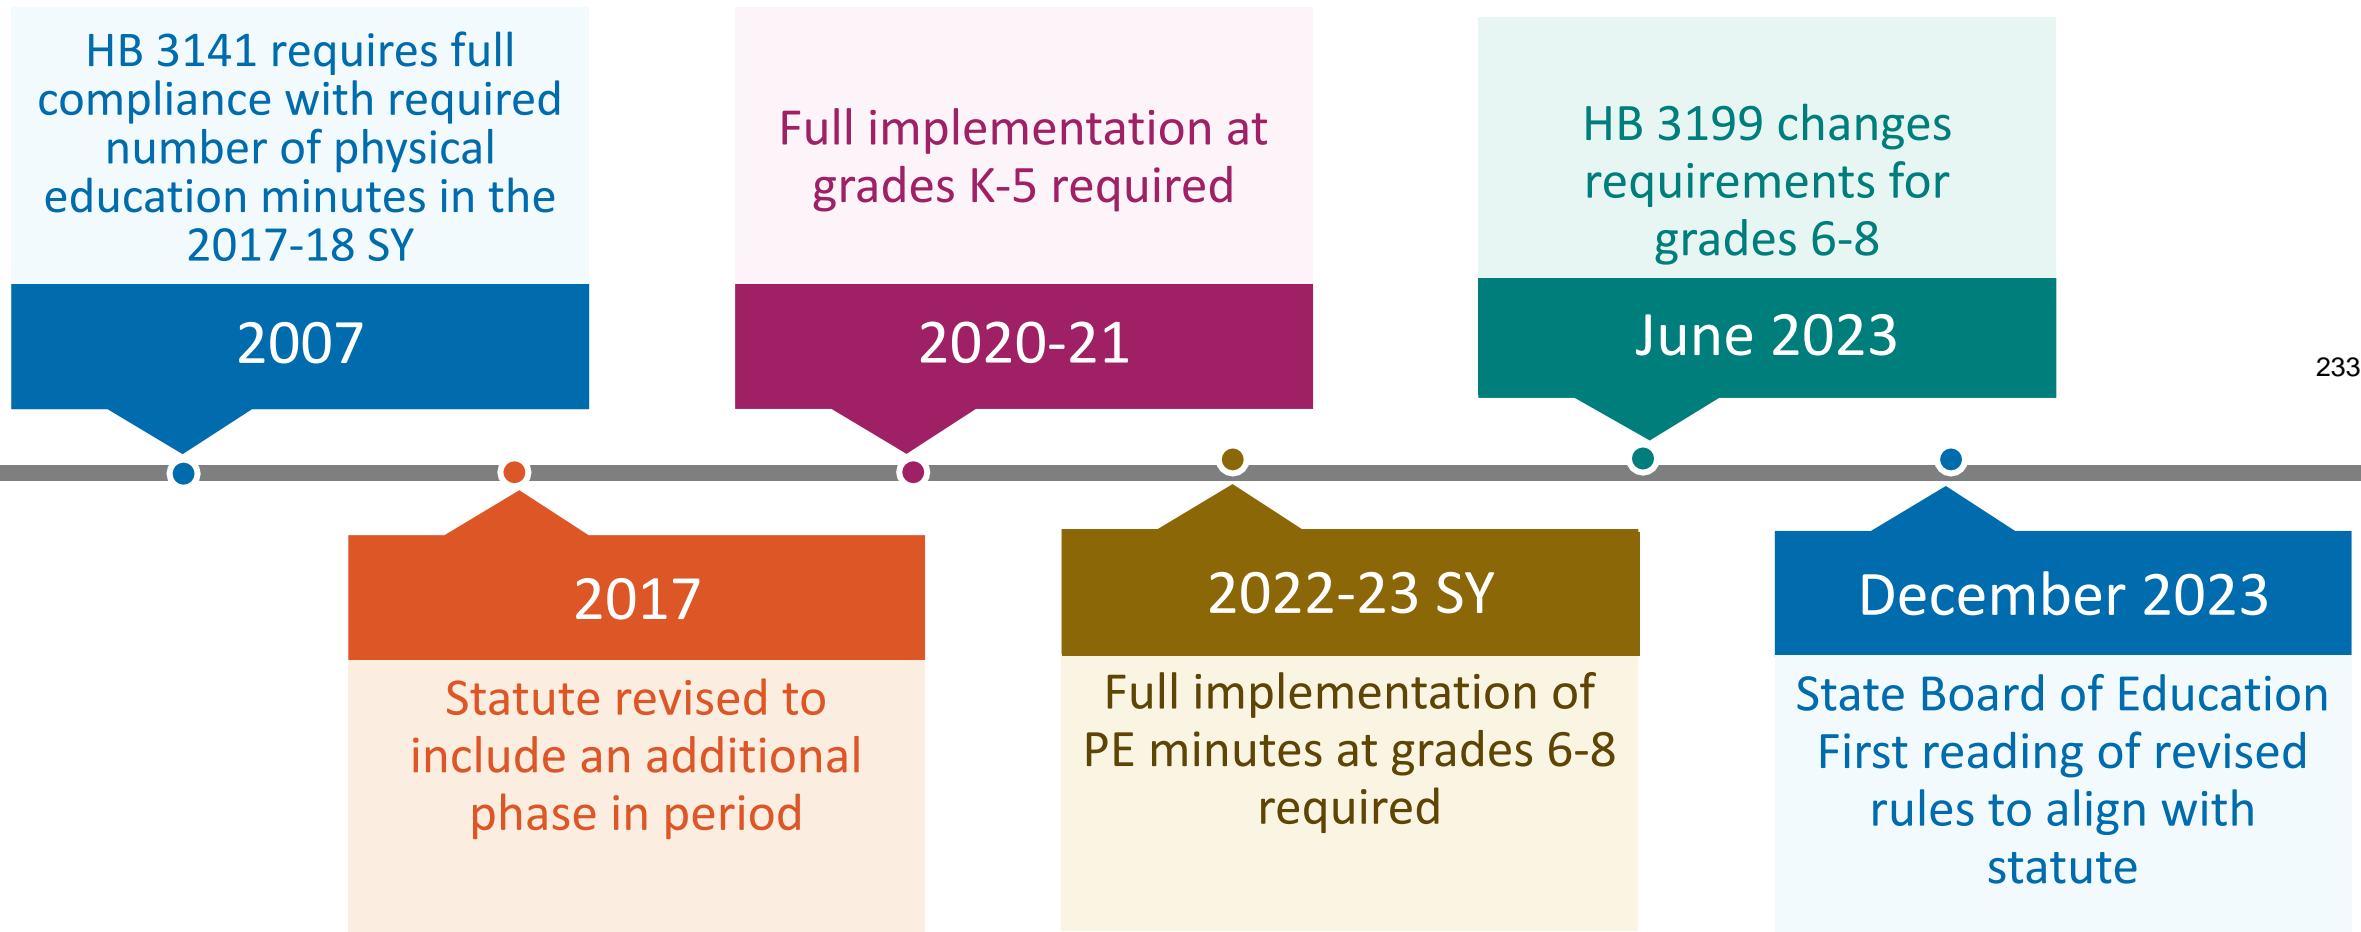 HB 3141 requires full
compliance with required
number of physical
education minutes in the
2017-18 SY
2007
Statute revised to
include an additional
phase in period
2017
Full implementation at
grades K-5 required
2020-21
2022-23 SY
Full implementation of
PE minutes at grades 6-8
required
HB 3199 changes
requirements for
grades 6-8
June 2023
December 2023
State Board of Education
First reading of revised
rules to align with
statute
233